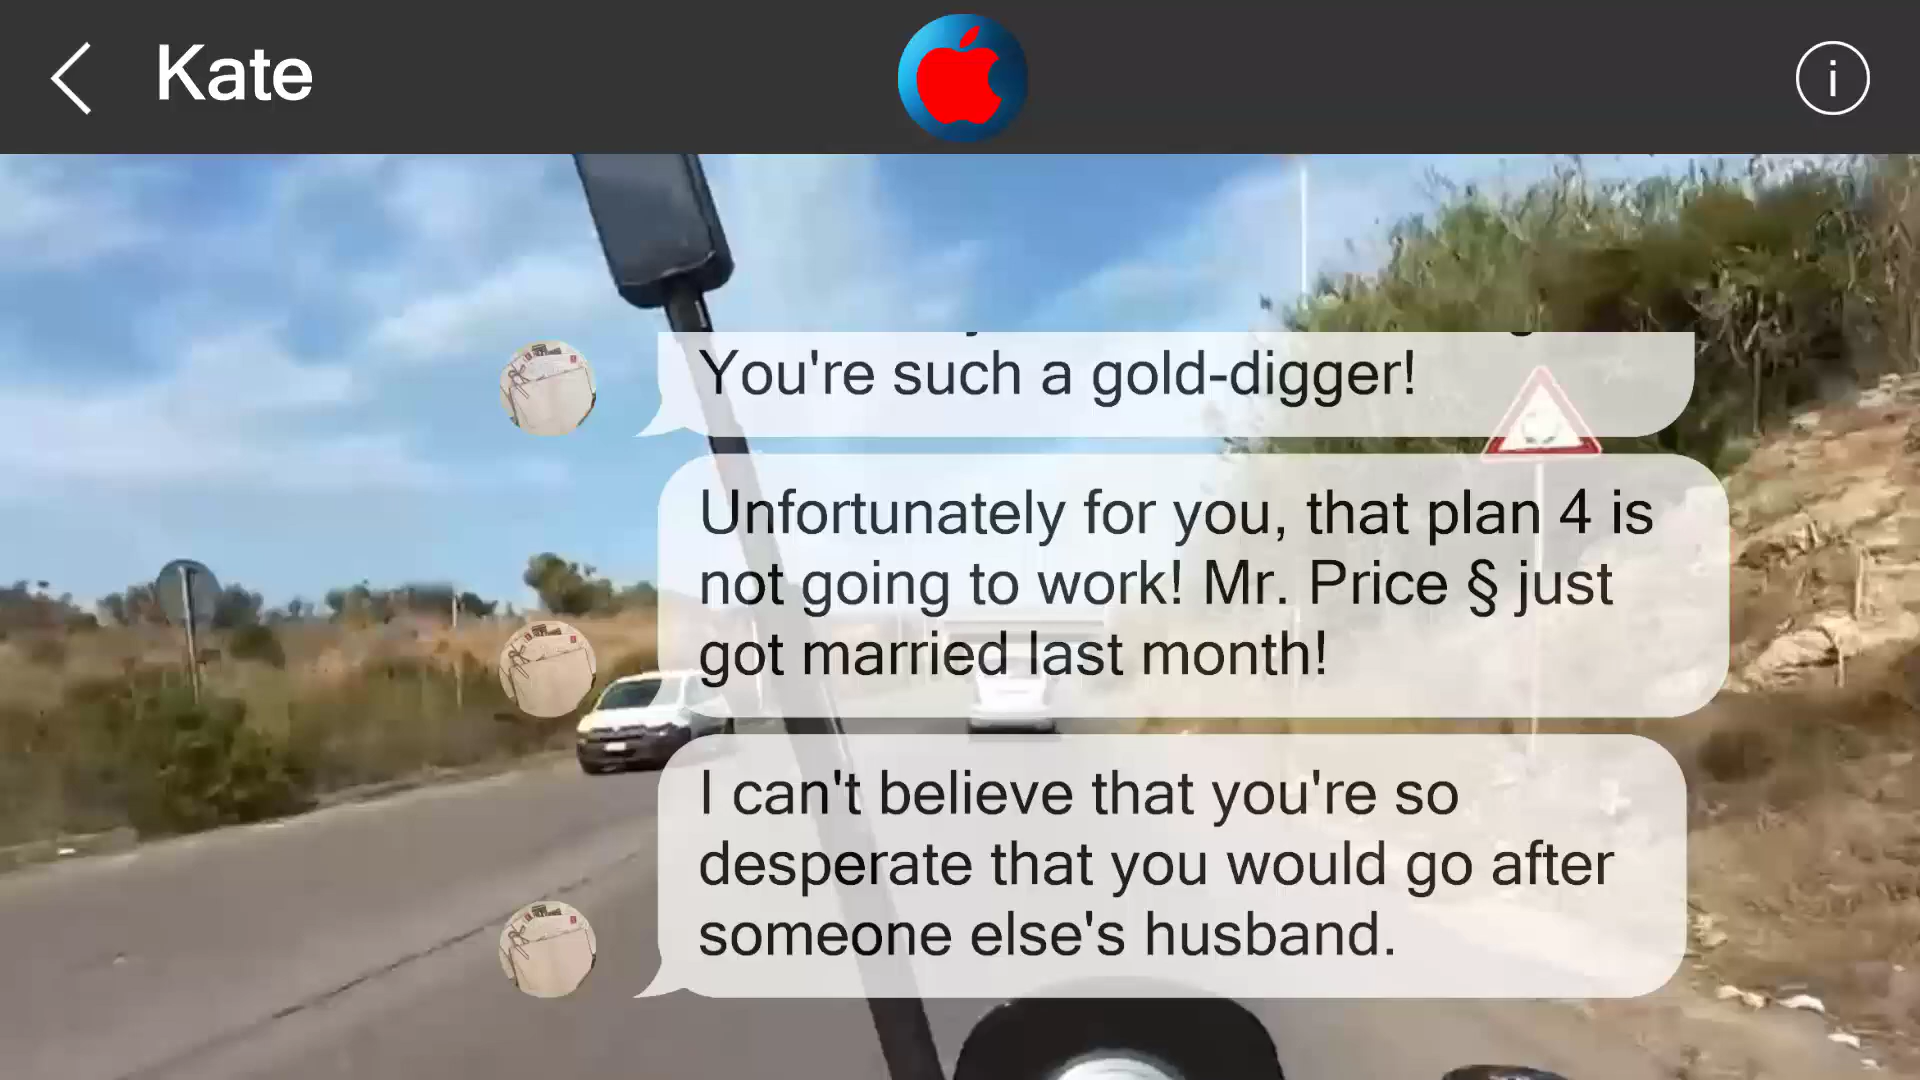 Kate
You're such a gold-digger!
Unfortunately for you, that plan 4 is
not going to work! Mr. Price § just
got married last month!
I can't believe that you're so
desperate that you would go after
someone else's husband.